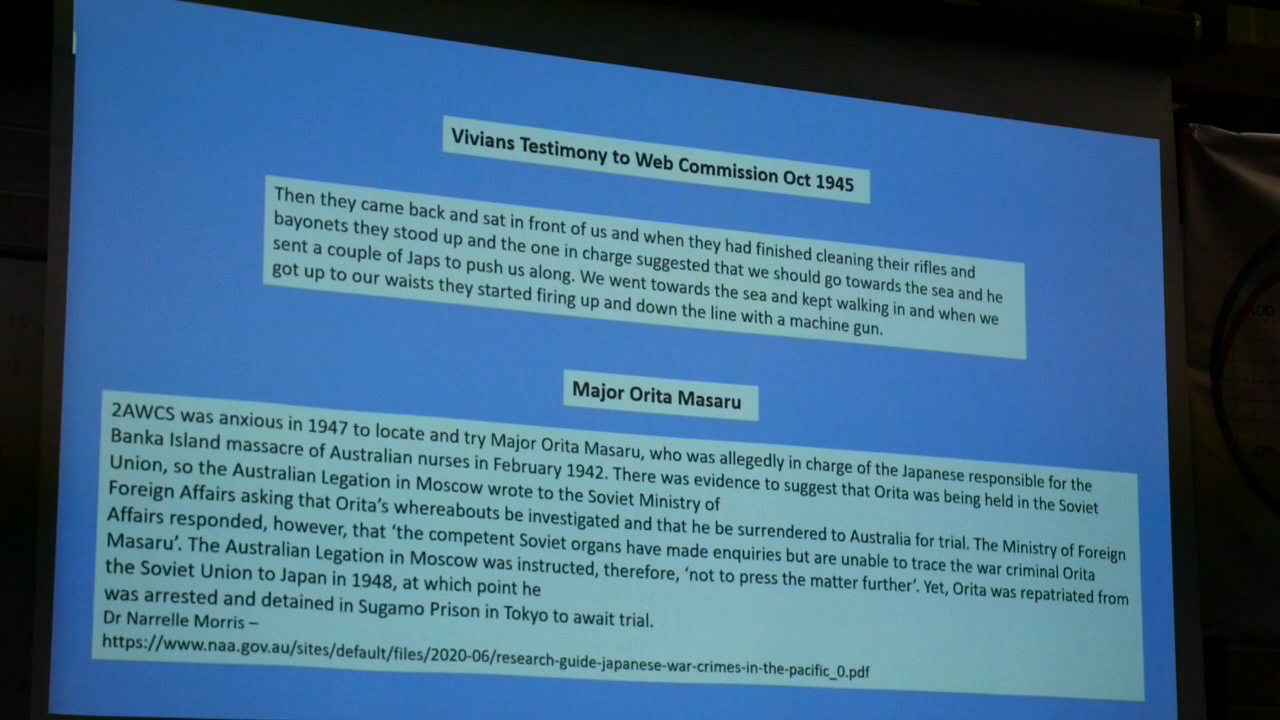 Vivians Testimony to Web Commission Oct 1945
Then they came back and sat in front of us and when they had finished cleaning their rifles and
bayonets they stood up and the one in charge suggested that we should go towards the sea and he
sent a couple of Japs to push us along. We went towards the sea and kept walking in and when we
got up to our waists they started firing up and down the line with a machine gun.
Major Orita Masaru
2AWCS was anxious in 1947 to locate and try Major Orita Masaru, who was allegedly in charge of the Japanese responsible for the
Banka Island massacre of Australian nurses in February 1942. There was evidence to suggest that Orita was being held in the Soviet
Union, so the Australian Legation in Moscow wrote to the Soviet Ministry of
Foreign Affairs asking that Orita’s whereabouts be investigated and that he be surrendered to Australia for trial. The Ministry of Foreign
Affairs responded, however, that ‘the competent Soviet organs have made enquiries but are unable to trace the war criminal Orita
Masaru’. The Australian Legation in Moscow was instructed, therefore, ‘not to press the matter further’. Yet, Orita was repatriated from
the Soviet Union to Japan in 1948, at which point he
was arrested and detained in Sugamo Prison in Tokyo to await trial.
Dr Narrelle Morris –
https://www.naa.gov.au/sites/default/files/2020-06/research-guide-japanese-war-crimes-in-the-pacific_0.pdf